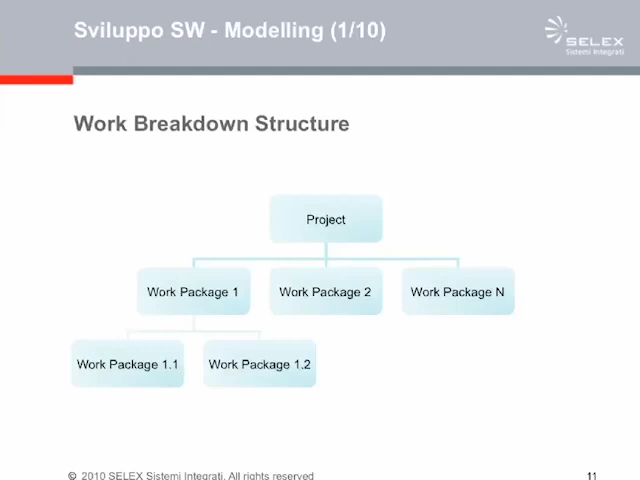 Sviluppo SW - Modelling (1/10)
SELEX
Sistemi Integrati
Work Breakdown Structure
Project
Work Package 1
Work Package 2
Work Package N
Work Package 1.1
Work Package 1.2
© 2010 SELEX Sistemi Integrati. All rights reserved
11